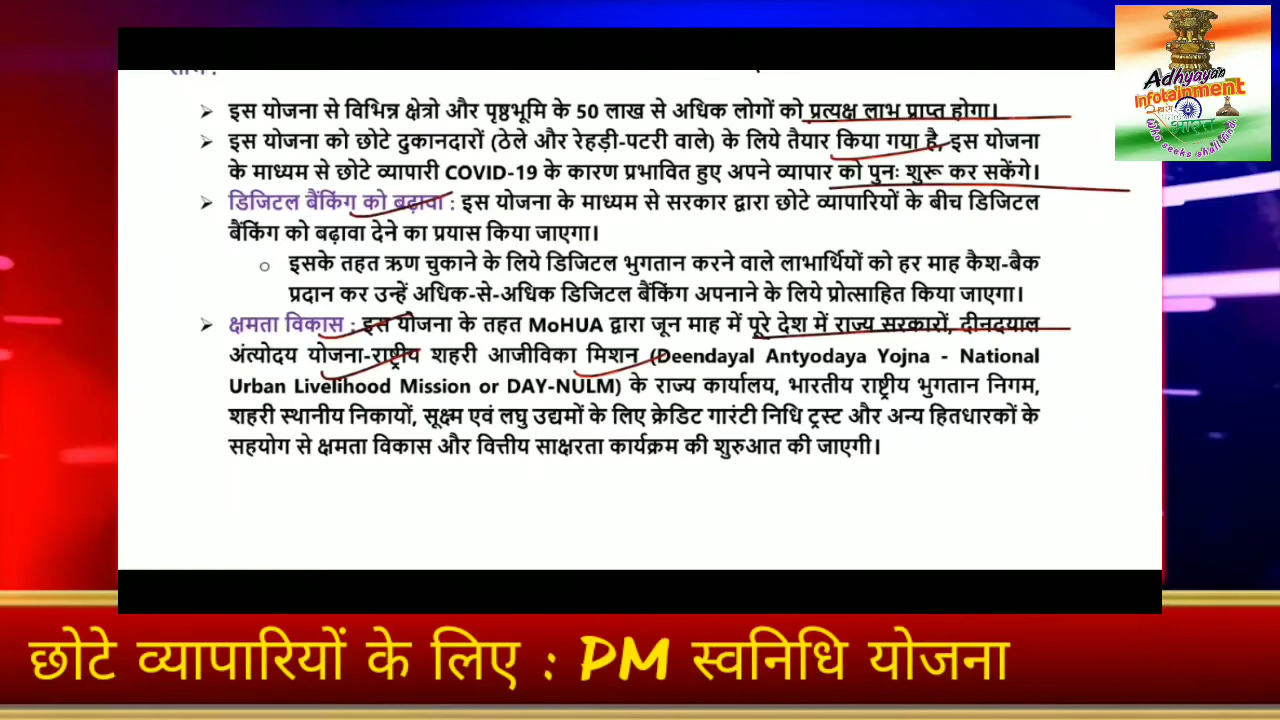 Adhyayan
Infotainment
भारत
Who seeks shall find
इस योजना से विभिन्न क्षेत्रो और पृष्ठभूमि के 50 लाख से अधिक लोगों को प्रत्यक्ष लाभ प्राप्त होगा।
इस योजना को छोटे दुकानदारों (ठेले और रेहड़ी-पटरी वाले) के लिये तैयार किया गया है, इस योजना
के माध्यम से छोटे व्यापारी COVID-19 के कारण प्रभावित हुए अपने व्यापार को पुनः शुरू कर सकेंगे।
डिजिटल बैंकिंग को बढ़ावा : इस योजना के माध्यम से सरकार द्वारा छोटे व्यापारियों के बीच डिजिटल
बैंकिंग को बढ़ावा देने का प्रयास किया जाएगा।
इसके तहत ऋण चुकाने के लिये डिजिटल भुगतान करने वाले लाभार्थियों को हर माह कैश-बैक
प्रदान कर उन्हें अधिक-से-अधिक डिजिटल बैंकिंग अपनाने के लिये प्रोत्साहित किया जाएगा।
क्षमता विकास : इस योजना के तहत MoHUA द्वारा जून माह में पूरे देश में राज्य सरकारों, दीनदयाल
अंत्योदय योजना-राष्ट्रीय शहरी आजीविका मिशन (Deendayal Antyodaya Yojna - National
Urban Livelihood Mission or DAY-NULM) के राज्य कार्यालय, भारतीय राष्ट्रीय भुगतान निगम,
शहरी स्थानीय निकायों, सूक्ष्म एवं लघु उद्यमों के लिए क्रेडिट गारंटी निधि ट्रस्ट और अन्य हितधारकों के
सहयोग से क्षमता विकास और वित्तीय साक्षरता कार्यक्रम की शुरुआत की जाएगी।
छोटे व्यापारियों के लिए : PM स्वनिधि योजना